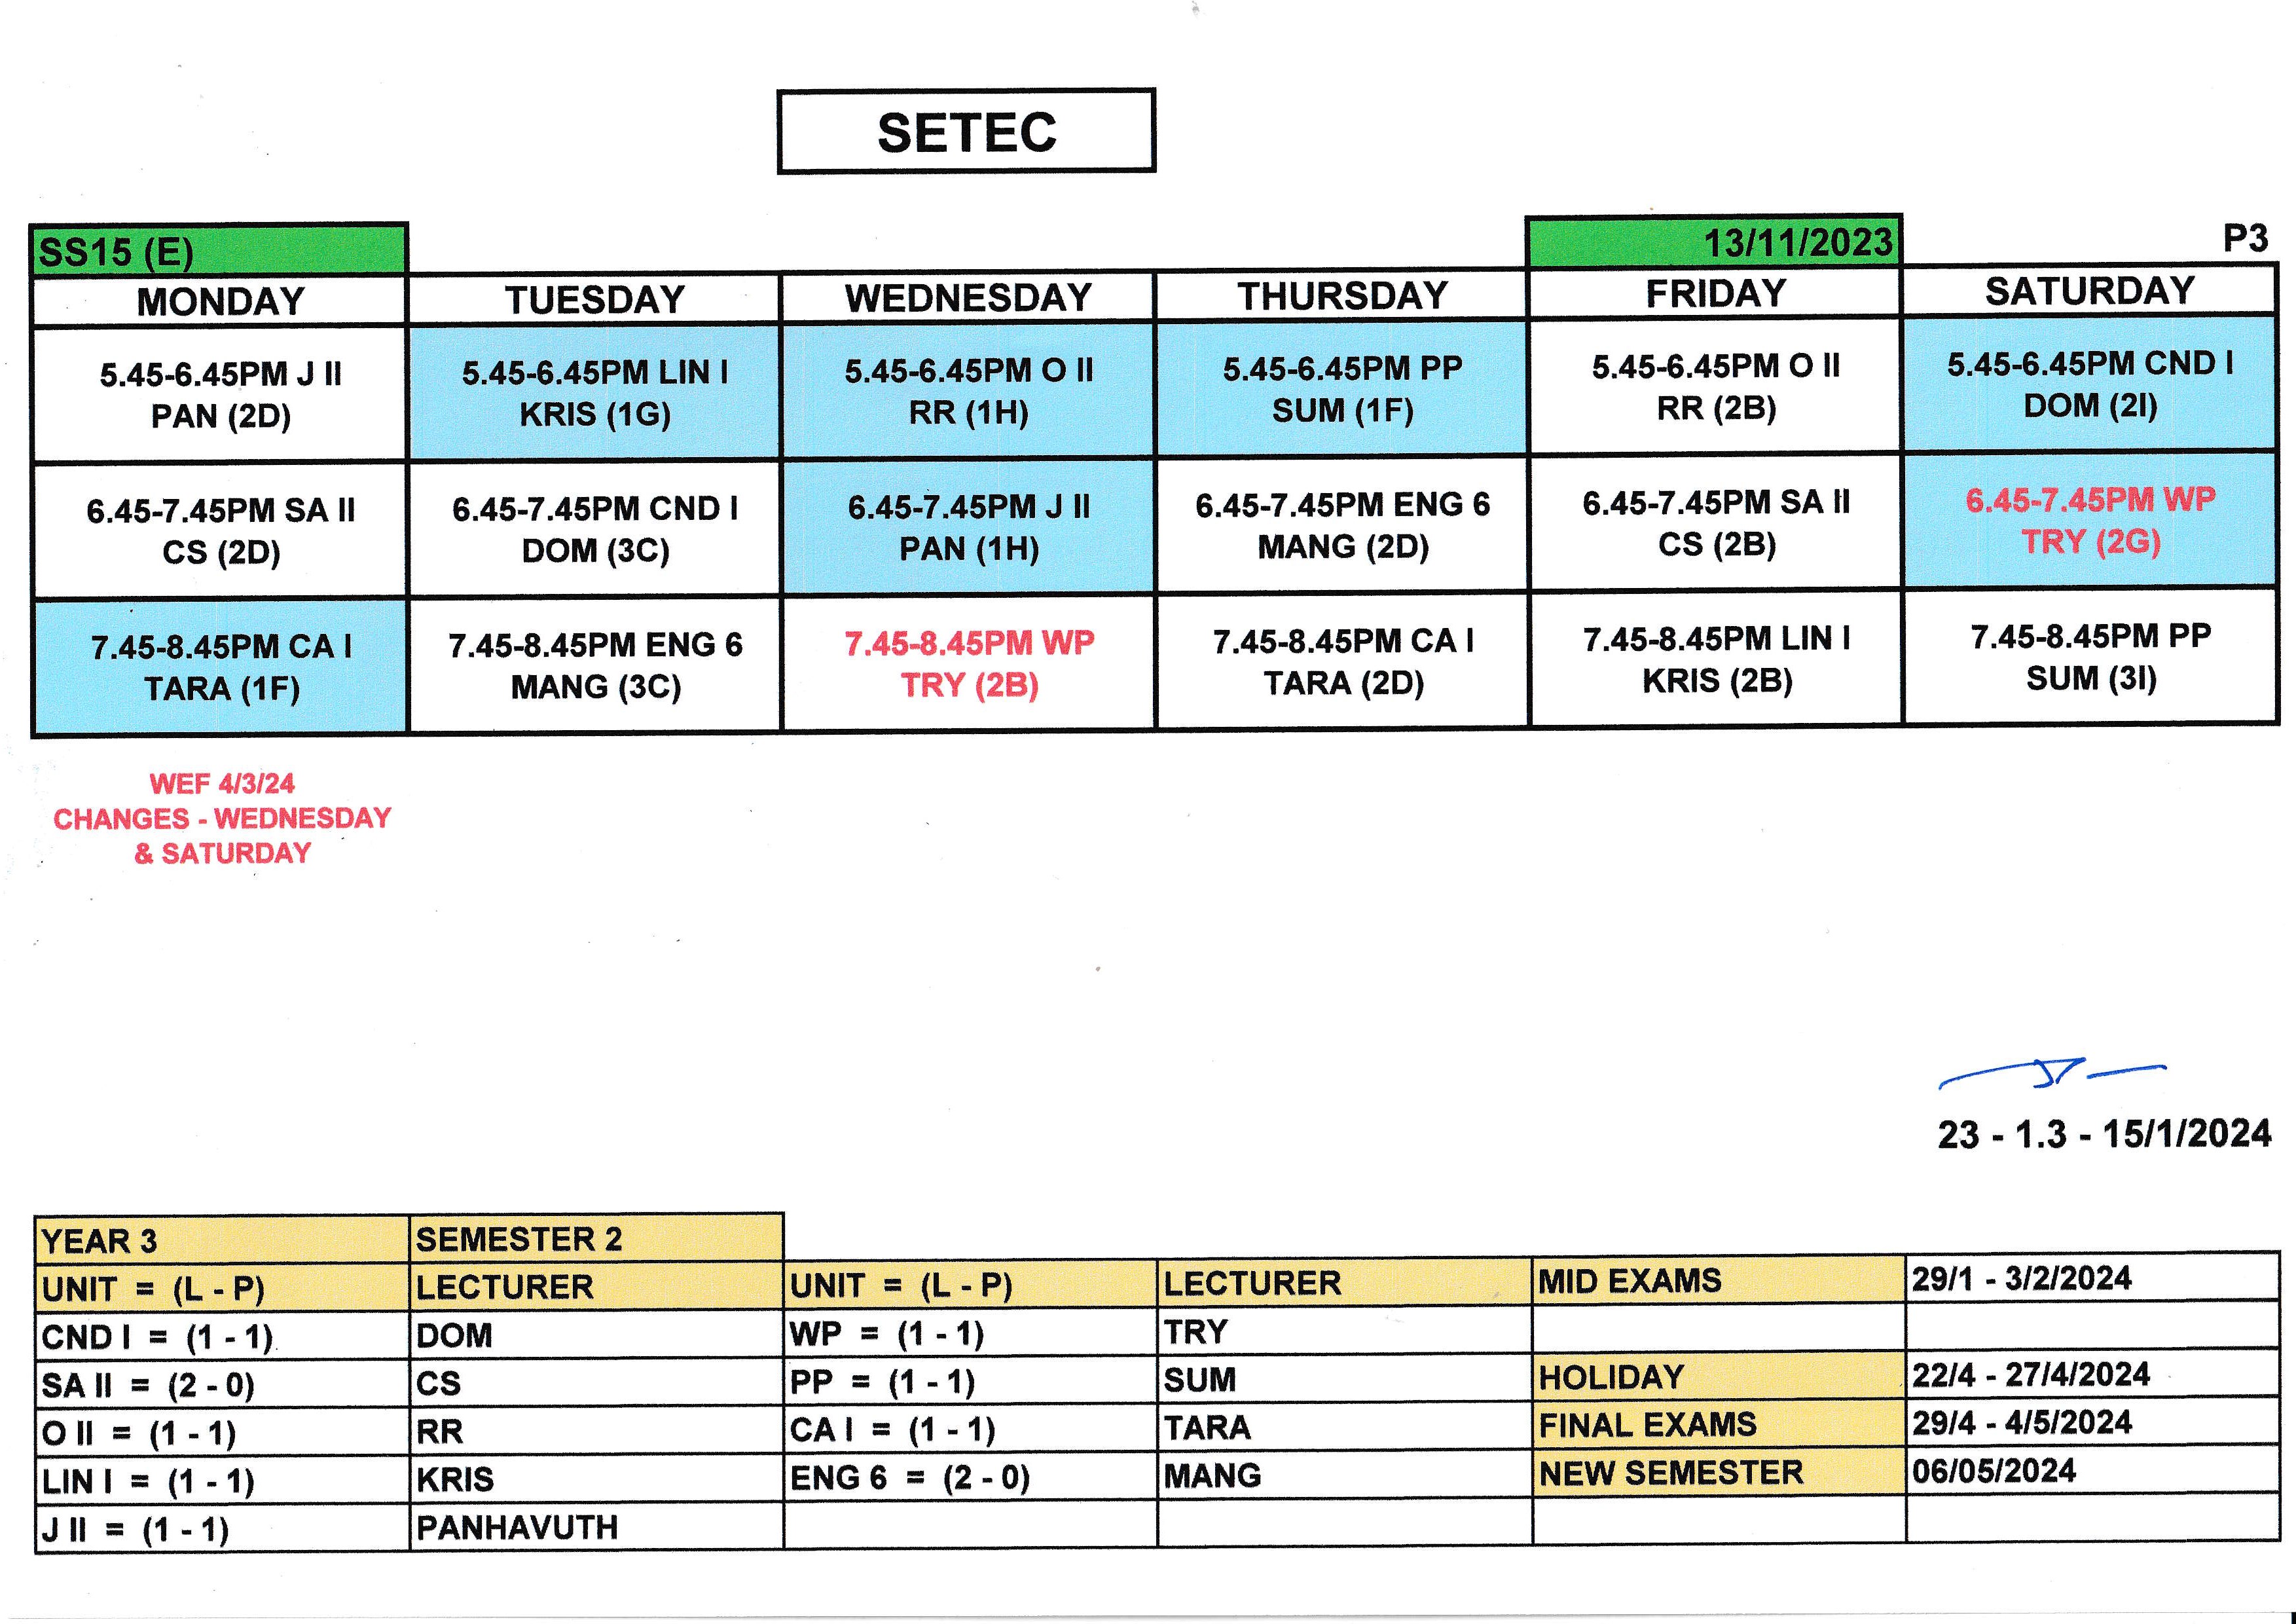 SETEC
SS15 (E) 13/11/2023 P3
MONDAY TUESDAY WEDNESDAY THURSDAY FRIDAY SATURDAY
5.45-6.45PM J II 5.45-6.45PM LIN I 5.45-6.45PM O II 5.45-6.45PM PP 5.45-6.45PM O II 5.45-6.45PM CND I
PAN (2D) KRIS (1G) RR (1H) SUM (1F) RR (2B) DOM (2I)
6.45-7.45PM SA II 6.45-7.45PM CND I 6.45-7.45PM J II 6.45-7.45PM ENG 6 6.45-7.45PM SA II 6.45-7.45PM WP
CS (2D) DOM (3C) PAN (1H) MANG (2D) CS (2B) TRY (2G)
7.45-8.45PM CA I 7.45-8.45PM ENG 6 7.45-8.45PM WP 7.45-8.45PM CA I 7.45-8.45PM LIN I 7.45-8.45PM PP
TARA (1F) MANG (3C) TRY (2B) TARA (2D) KRIS (2B) SUM (3I)
WEF 4/3/24
CHANGES - WEDNESDAY
& SATURDAY
23 - 1.3 - 15/1/2024
YEAR 3 SEMESTER 2
UNIT = (L - P) LECTURER UNIT = (L - P) LECTURER MID EXAMS 29/1 - 3/2/2024
CND I = (1 - 1) DOM WP = (1 - 1) TRY
SA II = (2 - 0) CS PP = (1 - 1) SUM HOLIDAY 22/4 - 27/4/2024
O II = (1 - 1) RR CA I = (1 - 1) TARA FINAL EXAMS 29/4 - 4/5/2024
LIN I = (1 - 1) KRIS ENG 6 = (2 - 0) MANG NEW SEMESTER 06/05/2024
J II = (1 - 1) PANHAVUTH